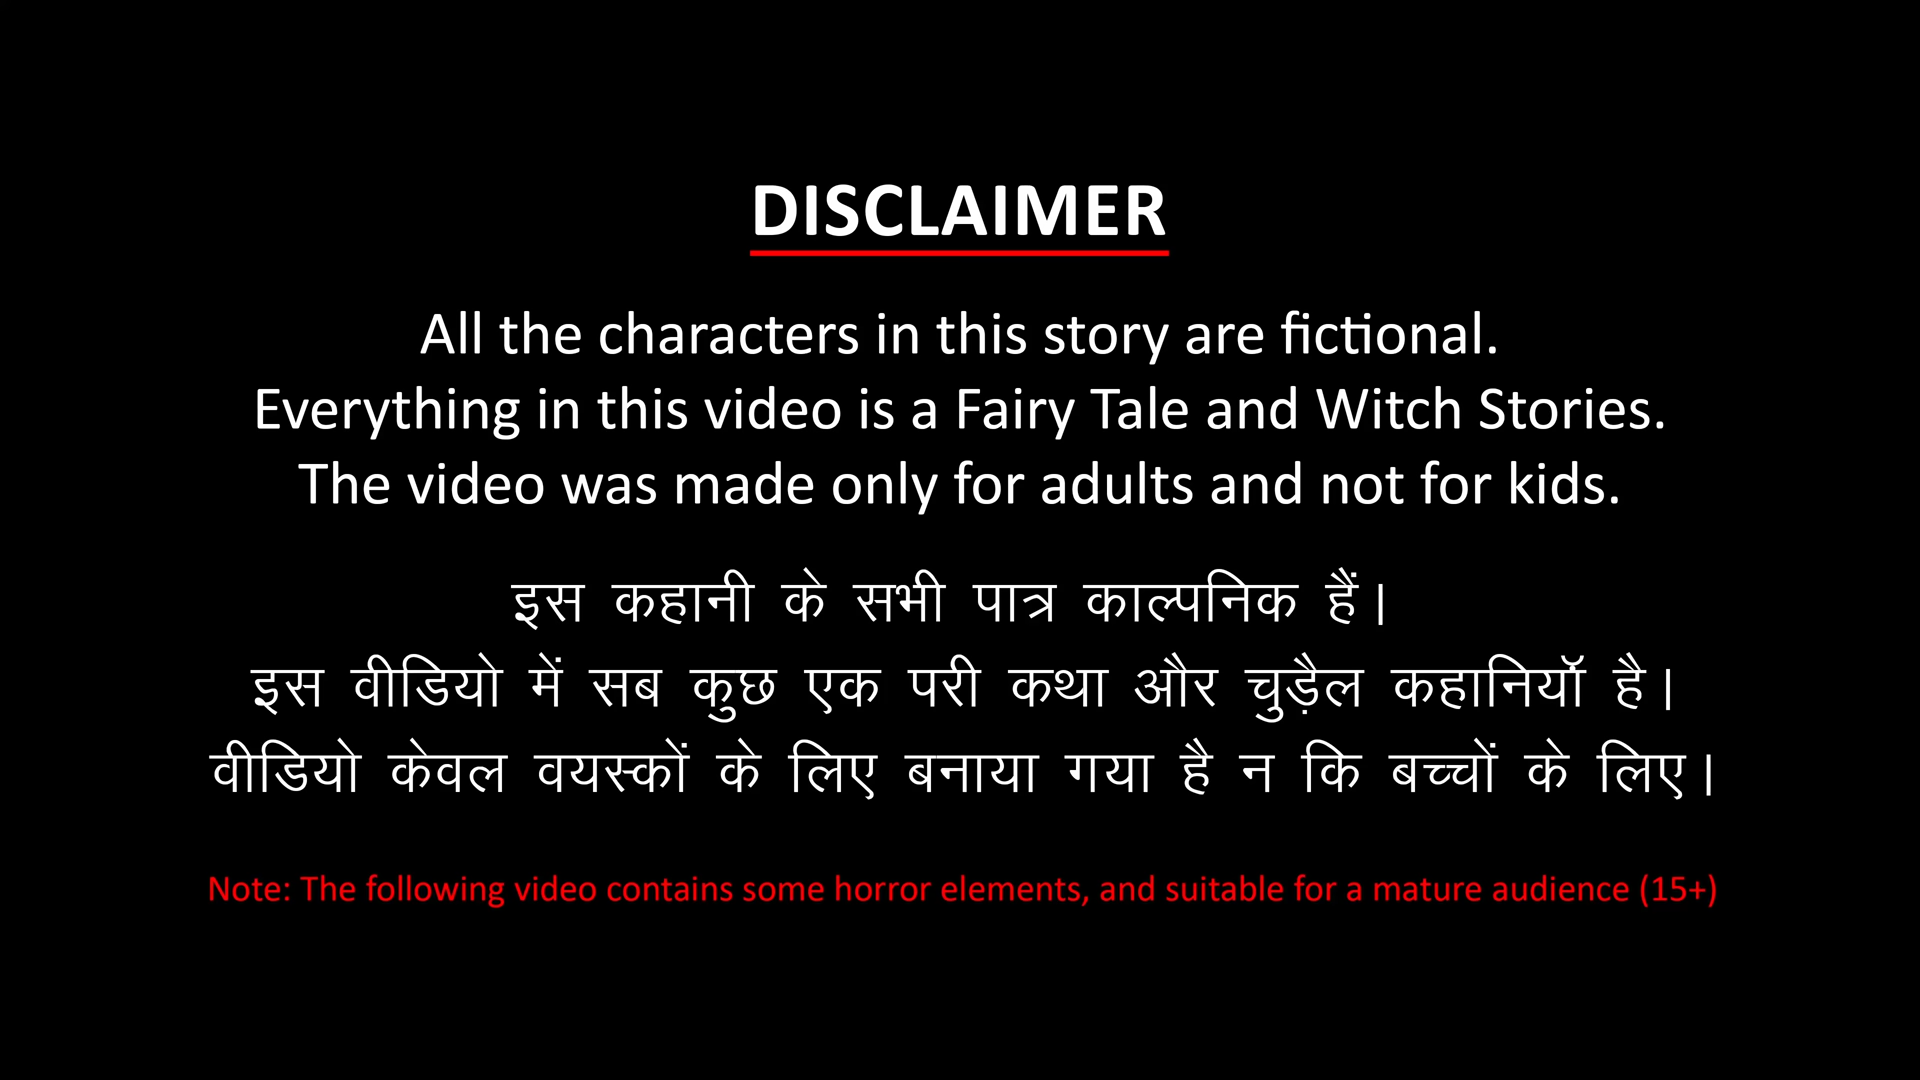 DISCLAIMER
All the characters in this story are fictional.
Everything in this video is a Fairy Tale and Witch Stories.
The video was made only for adults and not for kids.
इस कहानी के सभी पात्र काल्पनिक हैं।
इस वीडियो में सब कुछ एक परी कथा और चुड़ैल कहानियॉ है।
वीडियो केवल वयस्कों के लिए बनाया गया है न कि बच्चों के लिए।
Note: The following video contains some horror elements, and suitable for a mature audience (15+)